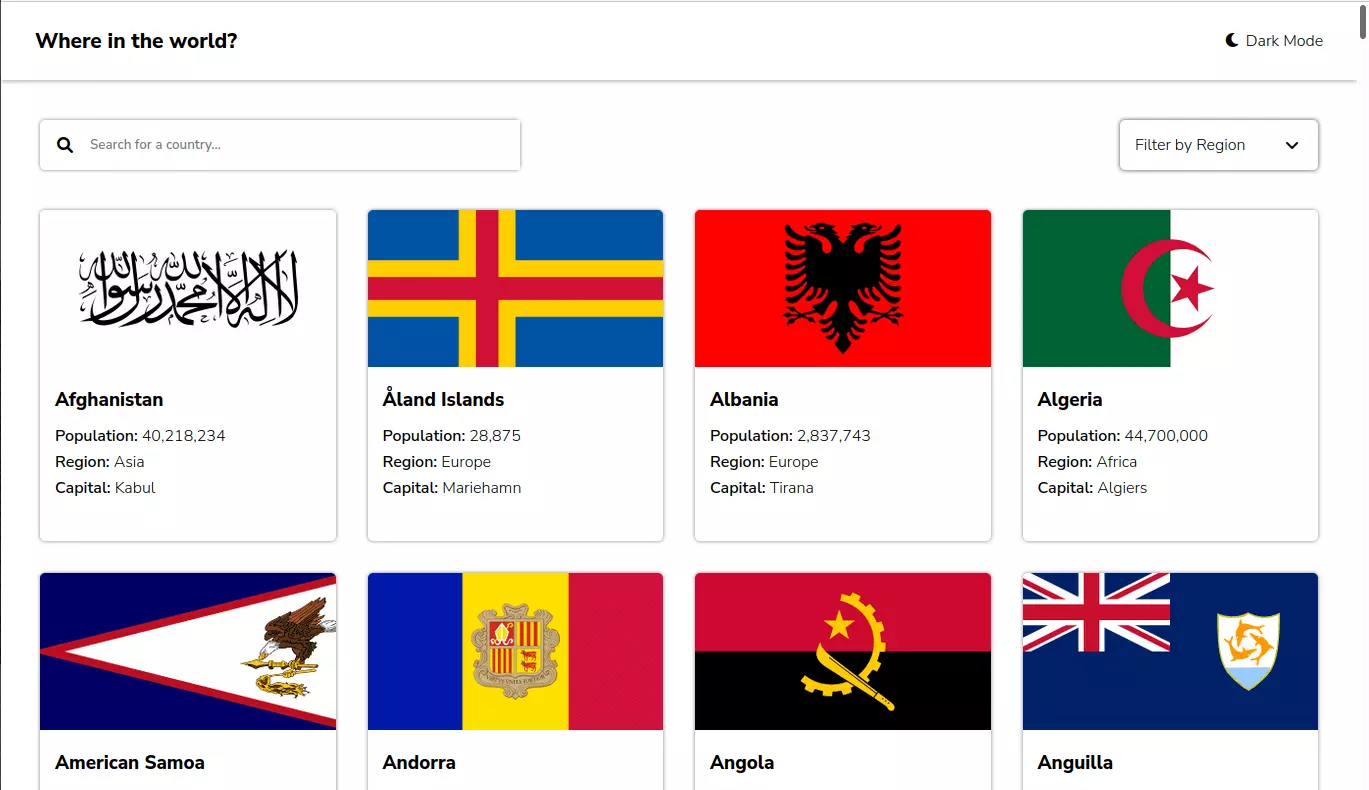 Where in the world?
Dark Mode
Search for a country...
Filter by Region
لا إله إلا الله محمد رسول الله
Afghanistan
Population: 40,218,234
Region: Asia
Capital: Kabul
Åland Islands
Population: 28,875
Region: Europe
Capital: Mariehamn
Albania
Population: 2,837,743
Region: Europe
Capital: Tirana
Algeria
Population: 44,700,000
Region: Africa
Capital: Algiers
American Samoa
Andorra
Angola
Anguilla